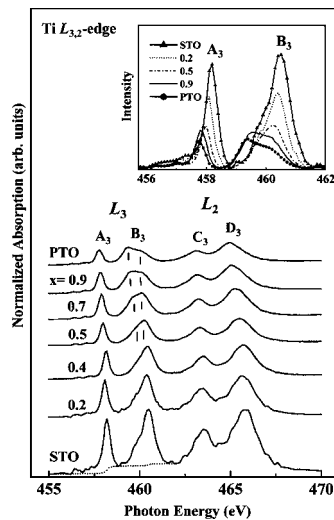 Ti L3,2-edge
A3
B3
STO
0.2
0.5
0.9
PTO
Intensity
456 458 460 462
Normalized Absorption (arb. units)
L3
L2
A3
B3
C3
D3
PTO
x= 0.9
0.7
0.5
0.4
0.2
STO
455 460 465 470
Photon Energy (eV)